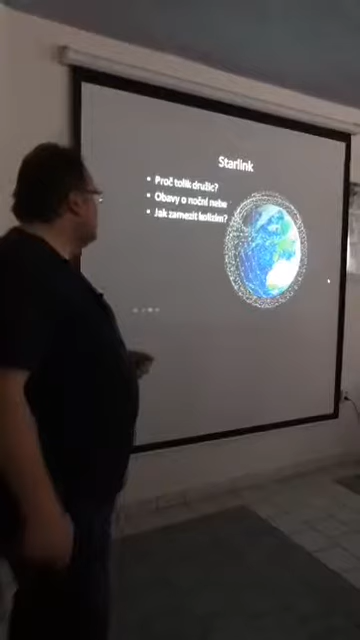 Starlink
• Proč tolik družic?
• Obavy o noční nebe
• Jak zamezit kolizím?